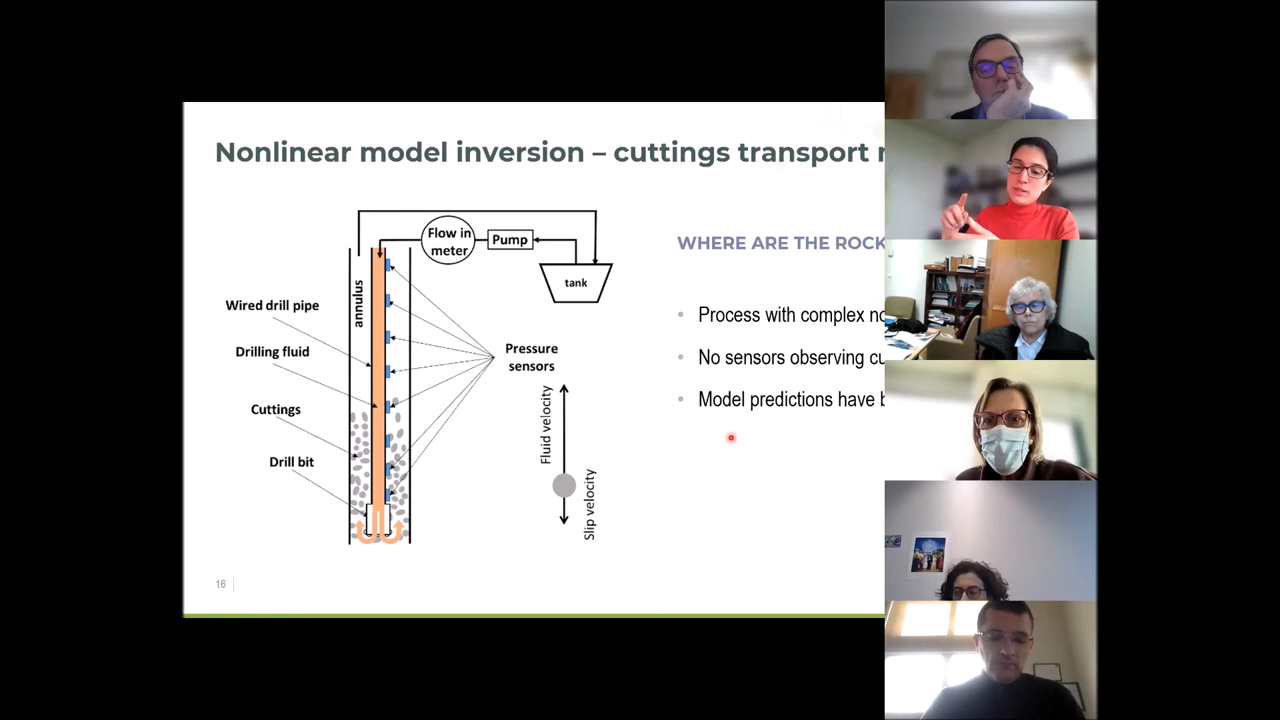 Nonlinear model inversion – cuttings transport
Flow in
meter
Pump
tank
annulus
Wired drill pipe
Drilling fluid
Cuttings
Drill bit
Pressure
sensors
Fluid velocity
Slip velocity
WHERE ARE THE ROCK
• Process with complex
• No sensors observing
• Model predictions have
16